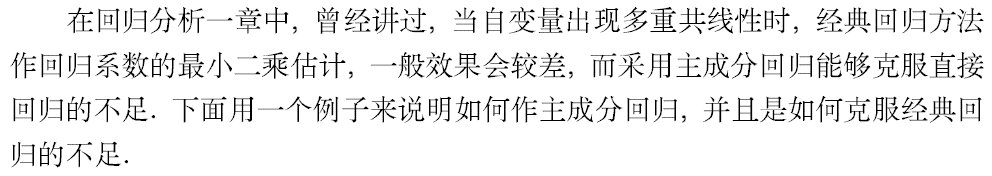 在回归分析一章中, 曾经讲过, 当自变量出现多重共线性时, 经典回归方法
作回归系数的最小二乘估计, 一般效果会较差, 而采用主成分回归能够克服直接
回归的不足. 下面用一个例子来说明如何作主成分回归, 并且是如何克服经典回
归的不足.